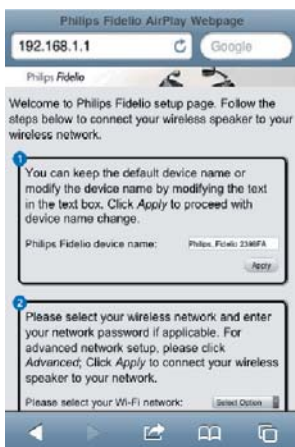 Philips Fidelio AirPlay Webpage
192.168.1.1
Google
Philips Fidelio
Welcome to Philips Fidelio setup page. Follow the
steps below to connect your wireless speaker to your
wireless network.
1
You can keep the default device name or
modify the device name by modifying the text
in the text box. Click Apply to proceed with
device name change.
Philips Fidelio device name: Philips_Fidelio 2398FA
Apply
2
Please select your wireless network and enter
your network password if applicable. For
advanced network setup, please click
Advanced; Click Apply to connect your wireless
speaker to your network.
Please select your Wi-Fi network: Select Option